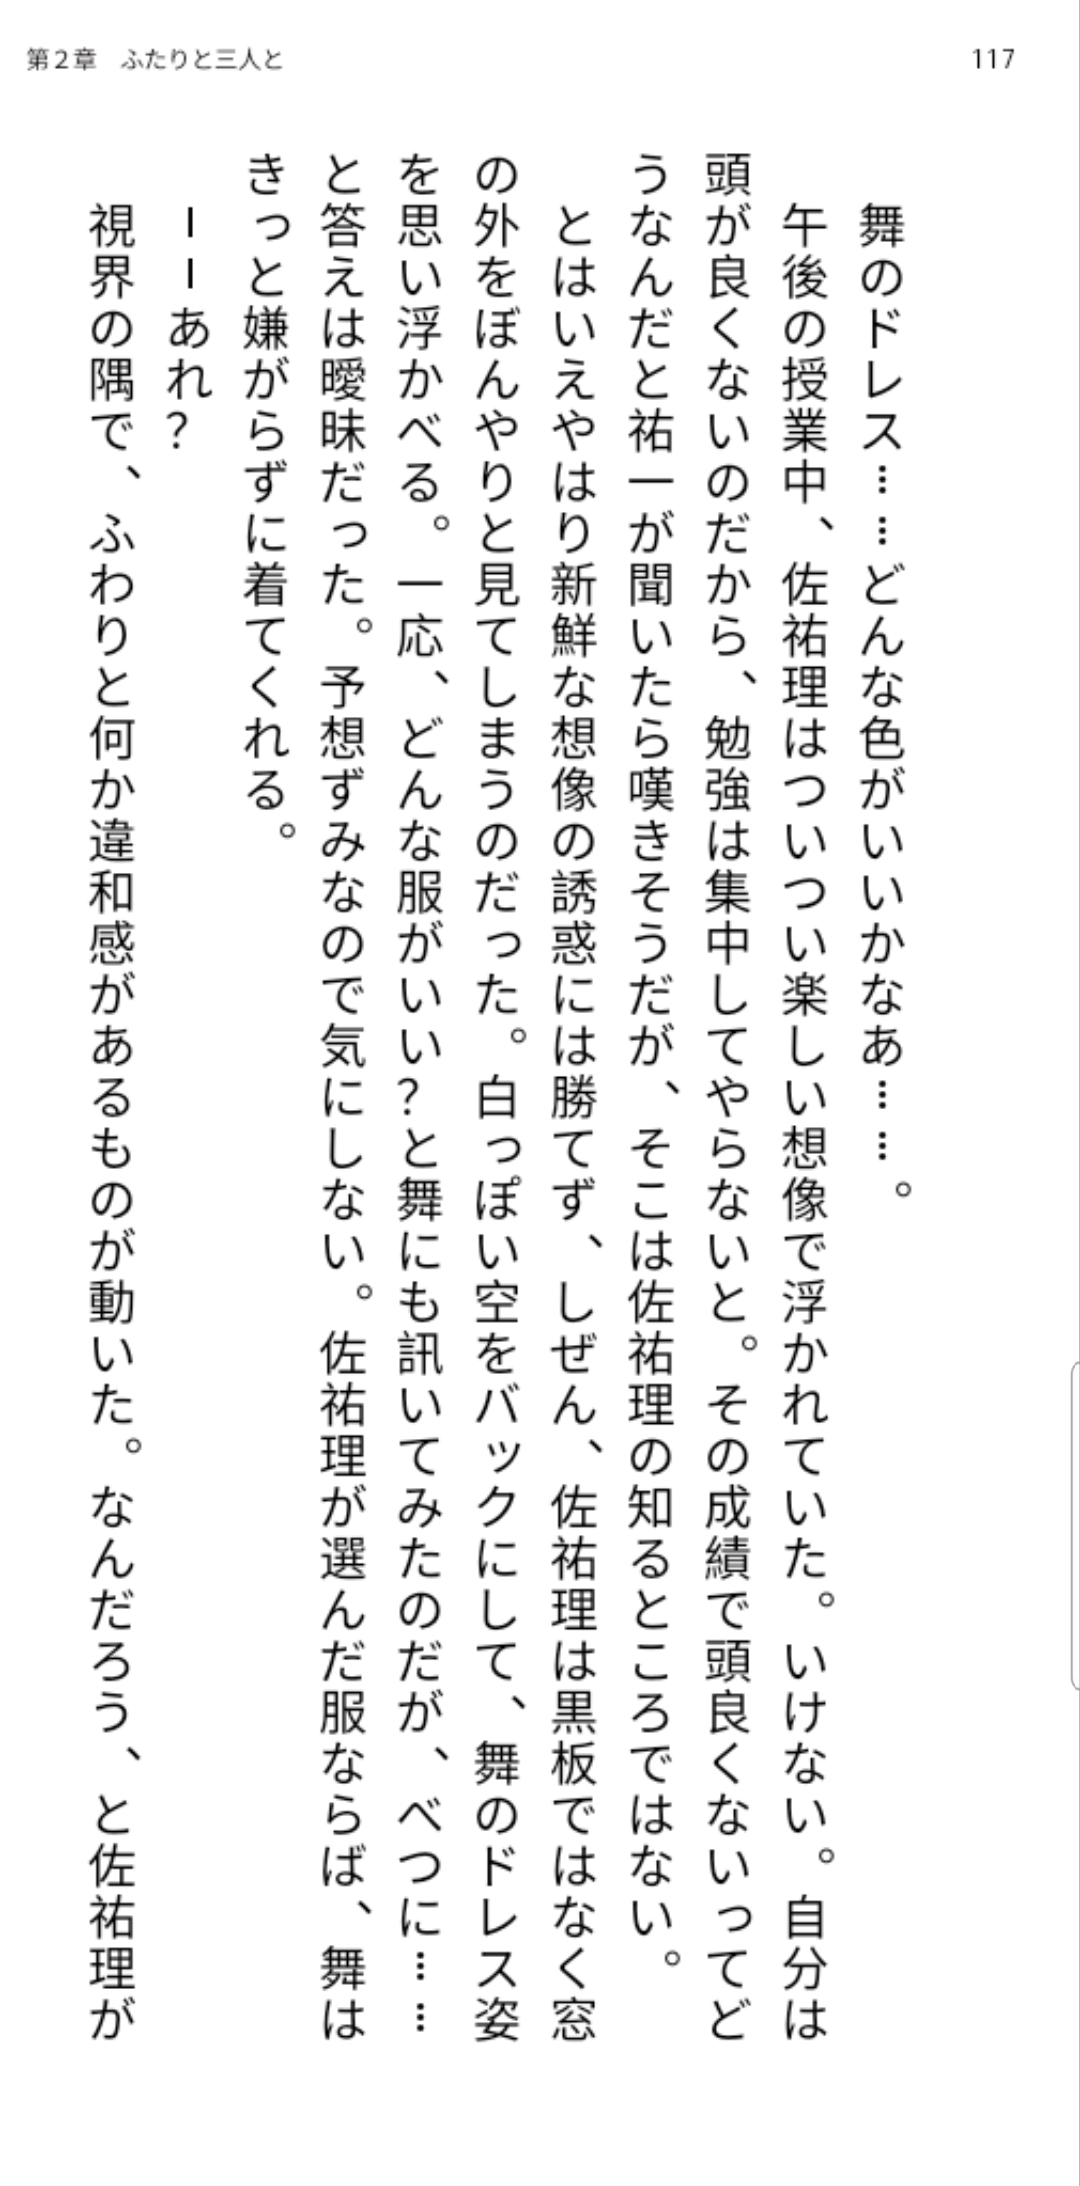 第２章　ふたりと三人と
117
舞のドレス……どんな色がいいかなあ……。
午後の授業中、佐祐理はついつい楽しい想像で浮かれていた。いけない。自分は
頭が良くないのだから、勉強は集中してやらないと。その成績で頭良くないってど
うなんだと祐一が聞いたら嘆きそうだが、そこは佐祐理の知るところではない。
とはいえやはり新鮮な想像の誘惑には勝てず、しぜん、佐祐理は黒板ではなく窓
の外をぼんやりと見てしまうのだった。白っぽい空をバックにして、舞のドレス姿
を思い浮かべる。一応、どんな服がいい？と舞にも訊いてみたのだが、べつに……
と答えは曖昧だった。予想ずみなので気にしない。佐祐理が選んだ服ならば、舞は
きっと嫌がらずに着てくれる。
ーーあれ？
視界の隅で、ふわりと何か違和感があるものが動いた。なんだろう、と佐祐理が